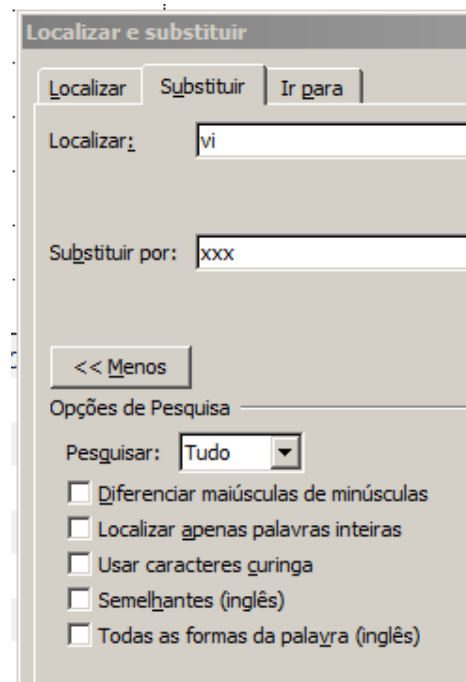 Localizar e substituir
Localizar Substituir Ir para
Localizar: vi
Substituir por: xxx
<< Menos
Opções de Pesquisa
Pesquisar: Tudo
Diferenciar maiúsculas de minúsculas
Localizar apenas palavras inteiras
Usar caracteres curinga
Semelhantes (inglês)
Todas as formas da palavra (inglês)